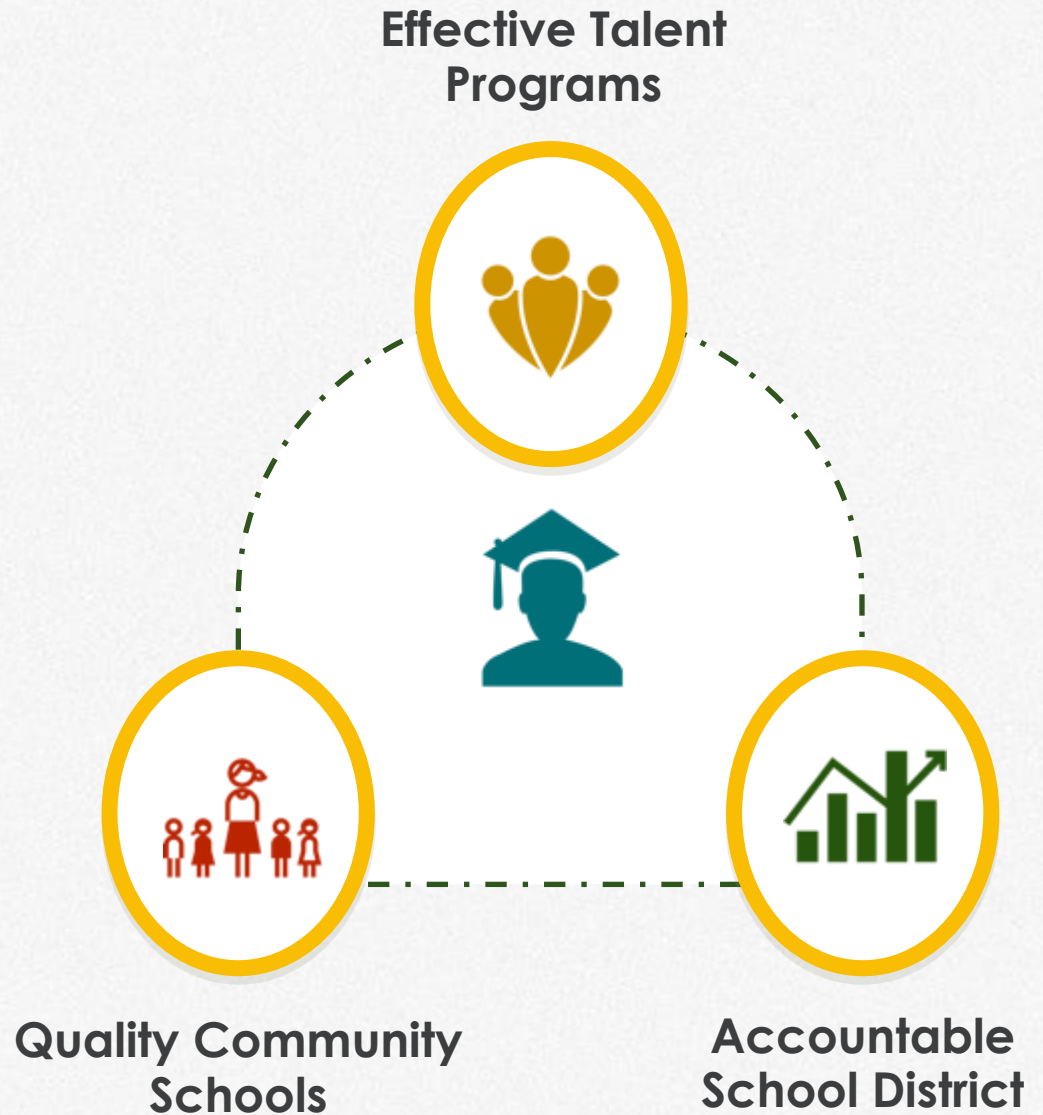 Effective Talent
Programs
Quality Community
Schools
Accountable
School District